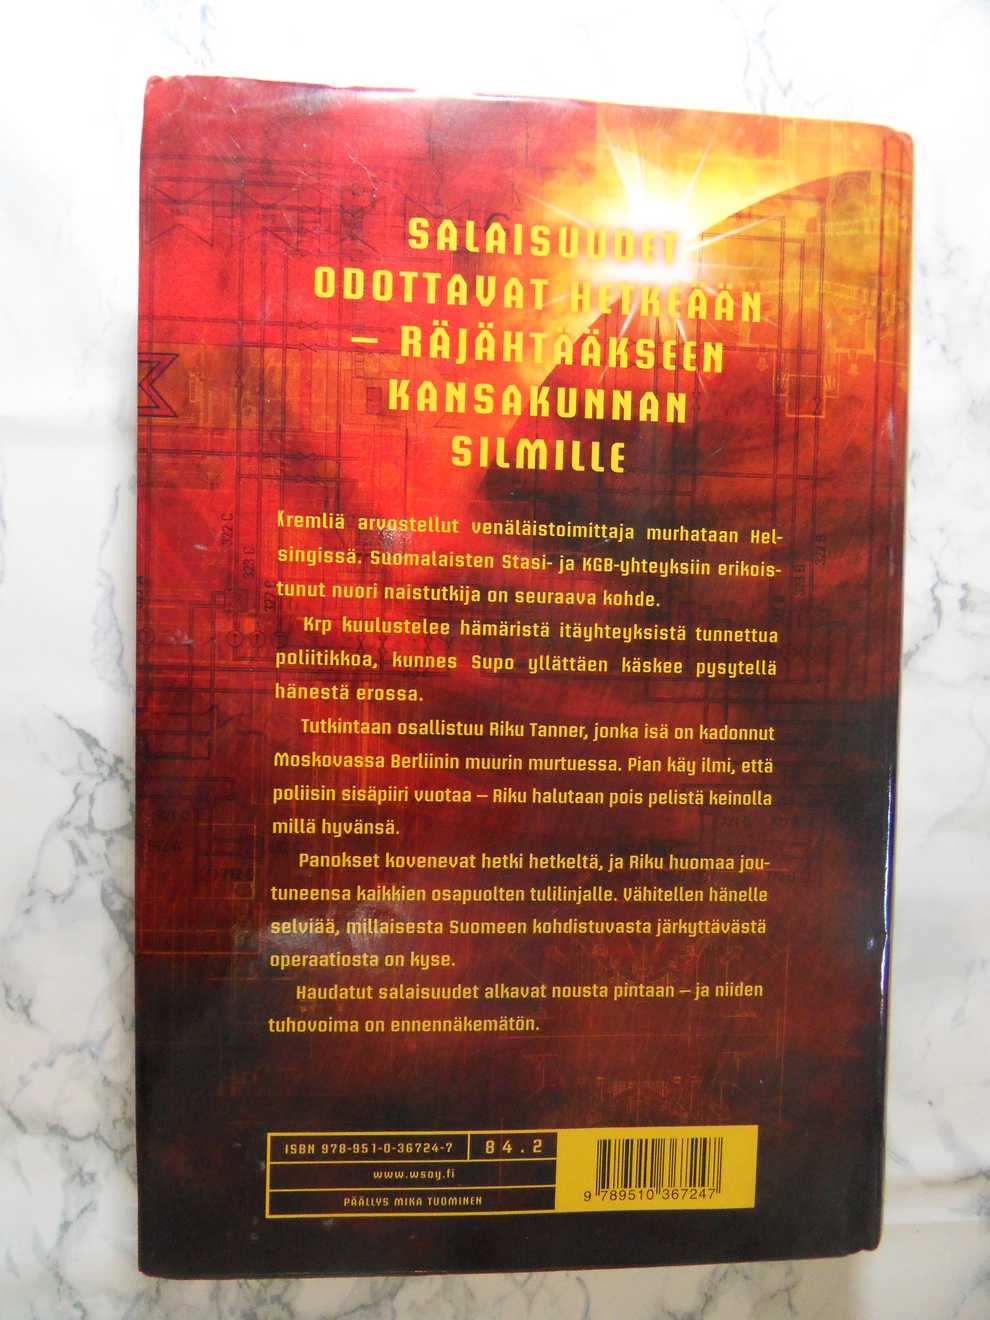 SALAISUUDET
ODOTTAVAT HETKEÄÄN
– RÄJÄHTÄÄKSEEN
KANSAKUNNAN
SILMILLE
Kremliä arvostellut venäläistoimittaja murhataan Hel-
singissä. Suomalaisten Stasi- ja KGB-yhteyksiin erikois-
tunut nuori naistutkija on seuraava kohde.
Krp kuulustelee hämäristä itäyhteyksistä tunnettua
poliitikkoa, kunnes Supo yllättäen käskee pysytellä
hänestä erossa.
Tutkintaan osallistuu Riku Tanner, jonka isä on kadonnut
Moskovassa Berliinin muurin murtuessa. Pian käy ilmi, että
poliisin sisäpiiri vuotaa – Riku halutaan pois pelistä keinolla
millä hyvänsä.
Panokset kovenevat hetki hetkeltä, ja Riku huomaa jou-
tuneensa kaikkien osapuolten tulilinjalle. Vähitellen hänelle
selviää, millaisesta Suomeen kohdistuvasta järkyttävästä
operaatiosta on kyse.
Haudatut salaisuudet alkavat nousta pintaan – ja niiden
tuhovoima on ennennäkemätön.
ISBN 978-951-0-36724-7 84.2
www.wsoy.fi
PÄÄLLYS MIKA TUOMINEN
9 789510 367247